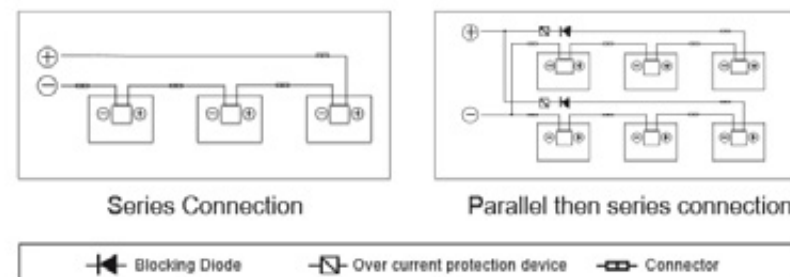 Series Connection
Parallel then series connection
Blocking Diode
Over current protection device
Connector